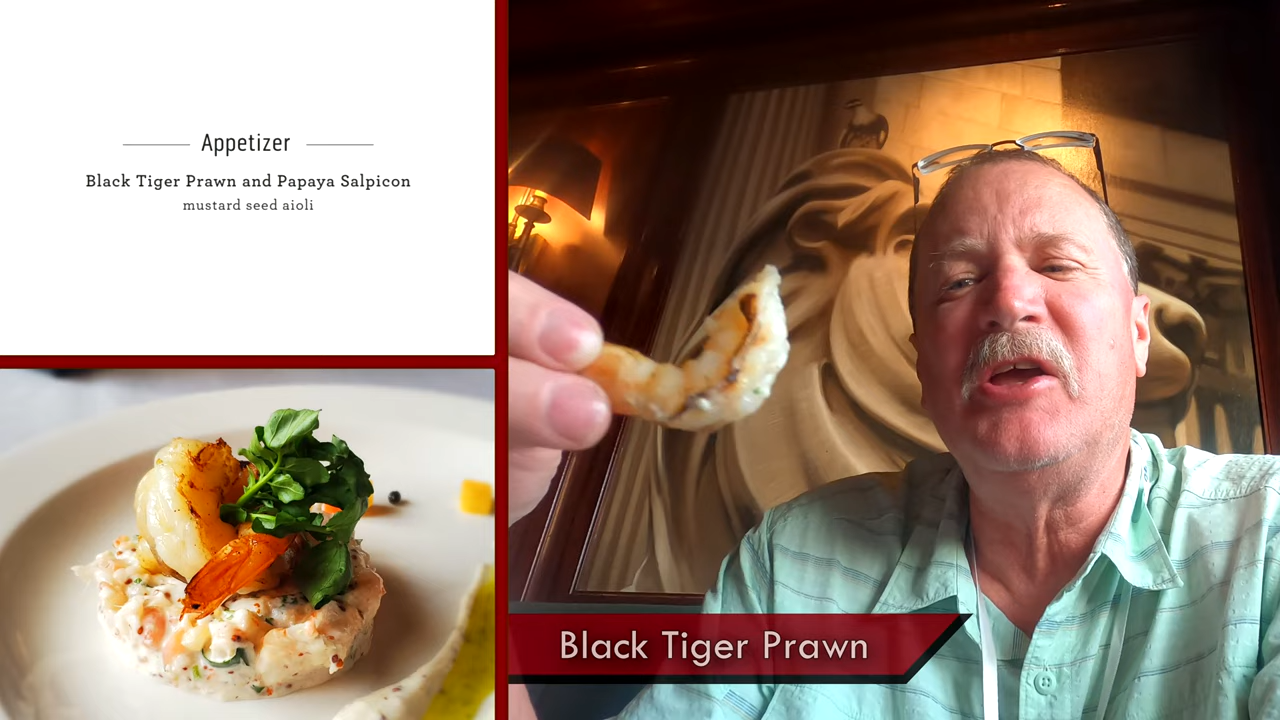 Appetizer
Black Tiger Prawn and Papaya Salpicon
mustard seed aioli
Black Tiger Prawn